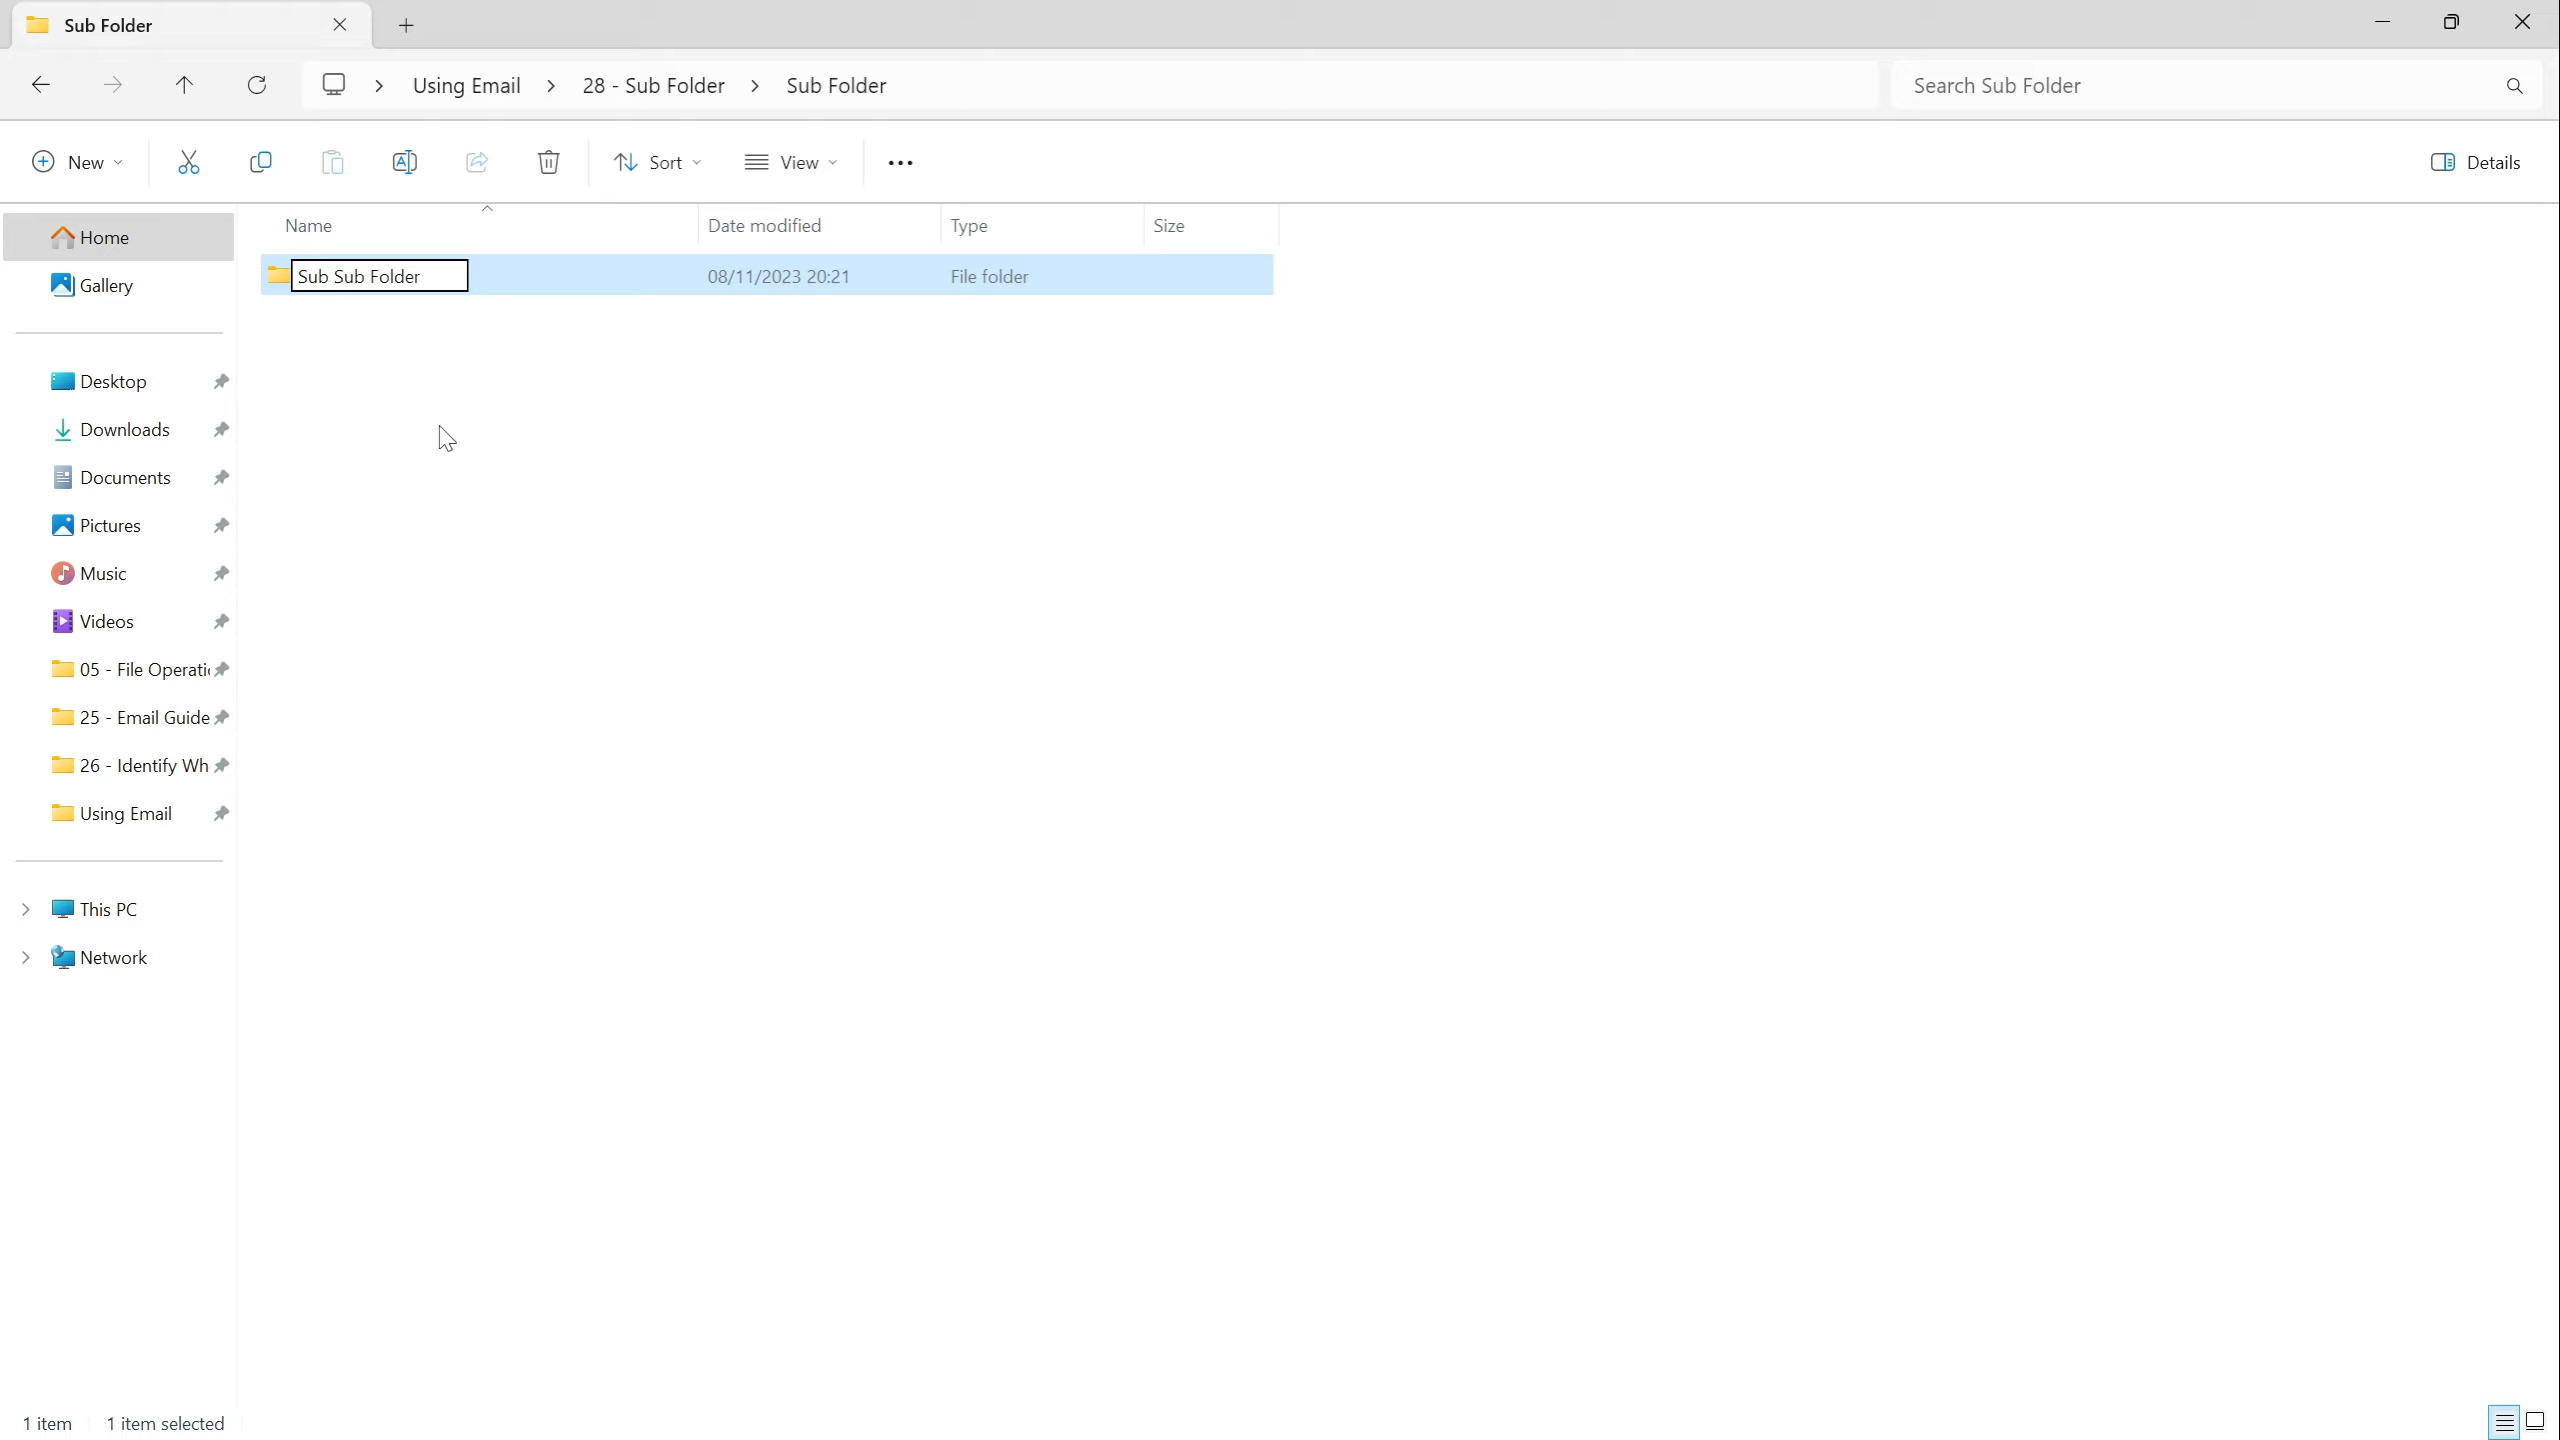 Sub Folder
Using Email > 28 - Sub Folder > Sub Folder
Search Sub Folder
New
Sort
View
Details
Name
Date modified
Type
Size
Sub Sub Folder
08/11/2023 20:21
File folder
Home
Gallery
Desktop
Downloads
Documents
Pictures
Music
Videos
05 - File Operati
25 - Email Guide
26 - Identify Wh
Using Email
This PC
Network
1 item
1 item selected